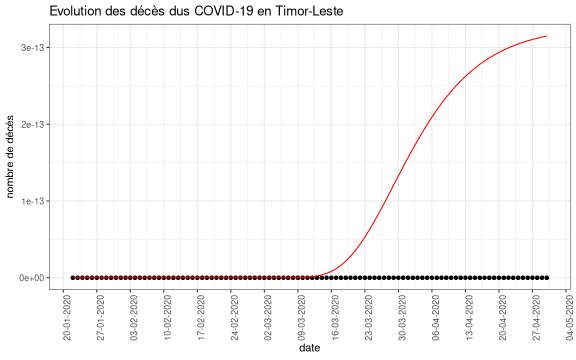 Evolution des décès dus COVID-19 en Timor-Leste
nombre de décès
3e-13
2e-13
1e-13
0e+00
20-01-2020
27-01-2020
03-02-2020
10-02-2020
17-02-2020
24-02-2020
02-03-2020
09-03-2020
16-03-2020
23-03-2020
30-03-2020
06-04-2020
13-04-2020
20-04-2020
27-04-2020
04-05-2020
date